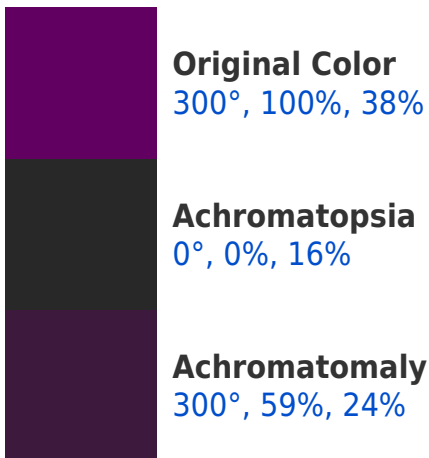 Original Color
300°, 100%, 38%
Achromatopsia
0°, 0%, 16%
Achromatomaly
300°, 59%, 24%